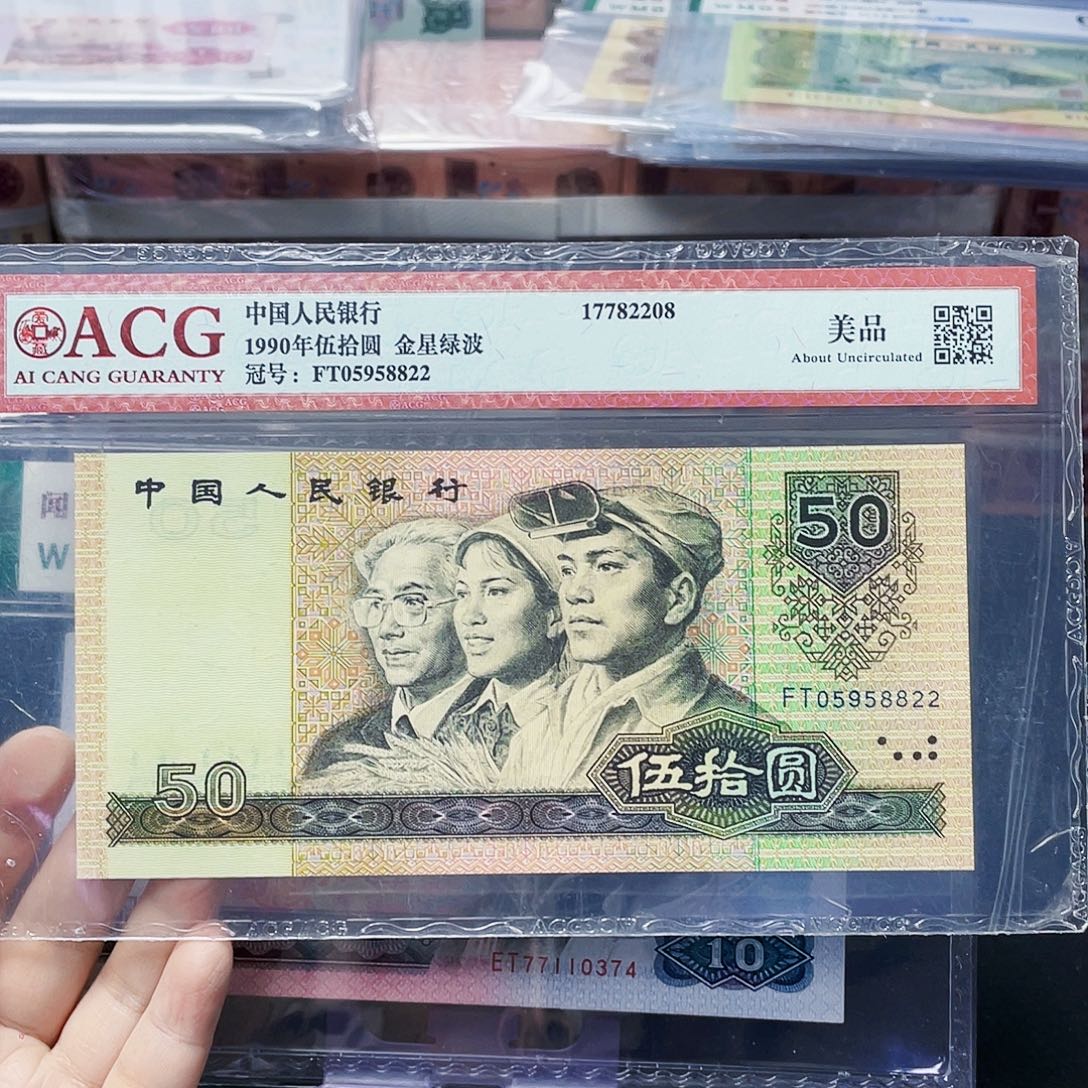 ACG
AI CANG GUARANTY
中国人民银行
1990年伍拾圆 金星绿波
冠号：FT05958822
17782208
美品
About Uncirculated
中国人民银行
50
FT05958822
伍拾圆
50
闻
W
ET77110374
10